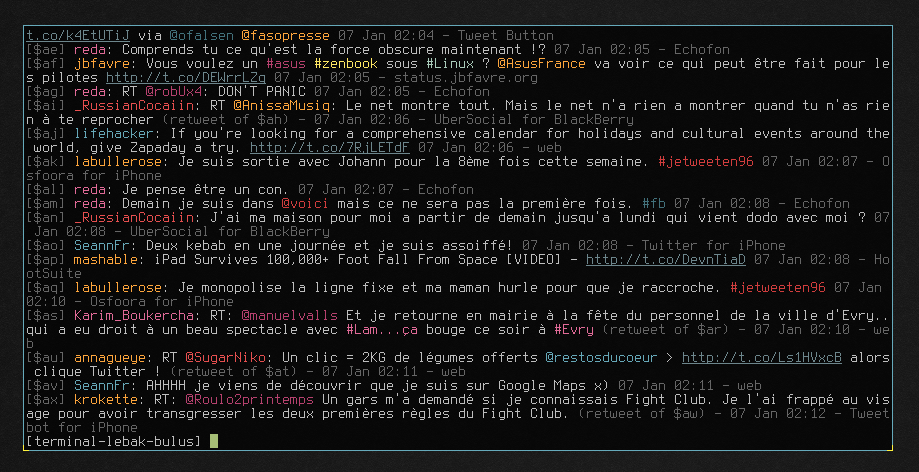 t.co/k4EtUTiJ via @ofalsen @fasopresse 07 Jan 02:04 - Tweet Button
[$ae] reda: Comprends tu ce qu'est la force obscure maintenant !? 07 Jan 02:05 - Echofon
[$af] jbfavre: Vous voulez un #asus #zenbook sous #Linux ? @AsusFrance va voir ce qui peut être fait pour le
s pilotes http://t.co/DEWrrLZq 07 Jan 02:05 - status.jbfavre.org
[$ag] reda: RT @robUx4: DON'T PANIC 07 Jan 02:05 - Echofon
[$ai] _RussianCocaiin: RT @AnissaMusiq: Le net montre tout. Mais le net n'a rien a montrer quand tu n'as rie
n à te reprocher (retweet of $ah) - 07 Jan 02:06 - UberSocial for BlackBerry
[$aj] lifehacker: If you're looking for a comprehensive calendar for holidays and cultural events around the
world, give Zapaday a try. http://t.co/7RjLETdF 07 Jan 02:06 - web
[$ak] labullerose: Je suis sortie avec Johann pour la 8ème fois cette semaine. #jetweeten96 07 Jan 02:07 - O
sfoora for iPhone
[$al] reda: Je pense être un con. 07 Jan 02:07 - Echofon
[$am] reda: Demain je suis dans @voici mais ce ne sera pas la première fois. #fb 07 Jan 02:08 - Echofon
[$an] _RussianCocaiin: J'ai ma maison pour moi a partir de demain jusqu'a lundi qui vient dodo avec moi ? 07
Jan 02:08 - UberSocial for BlackBerry
[$ao] SeannFr: Deux kebab en une journée et je suis assoiffé! 07 Jan 02:08 - Twitter for iPhone
[$ap] mashable: iPad Survives 100,000+ Foot Fall From Space [VIDEO] - http://t.co/DevnTiaD 07 Jan 02:08 - Ho
otSuite
[$aq] labullerose: Je monopolise la ligne fixe et ma maman hurle pour que je raccroche. #jetweeten96 07 Jan
02:10 - Osfoora for iPhone
[$as] Karim_Boukercha: RT: @manuelvalls Et je retourne en mairie à la fête du personnel de la ville d'Evry..
qui a eu droit à un beau spectacle avec #Lam...ça bouge ce soir à #Evry (retweet of $ar) - 07 Jan 02:10 - we
b
[$au] annagueye: RT @SugarNiko: Un clic = 2KG de légumes offerts @restosducoeur > http://t.co/Ls1HVxcB alors
clique Twitter ! (retweet of $at) - 07 Jan 02:11 - web
[$av] SeannFr: AHHHH je viens de découvrir que je suis sur Google Maps x) 07 Jan 02:11 - web
[$ax] krokette: RT: @Roulo2printemps Un gars m'a demandé si je connaissais Fight Club. Je l'ai frappé au vis
age pour avoir transgresser les deux premières règles du Fight Club. (retweet of $aw) - 07 Jan 02:12 - Tweet
bot for iPhone
[terminal-lebak-bulus]